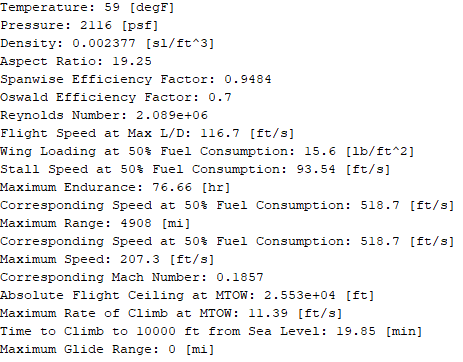 Temperature: 59 [degF]
Pressure: 2116 [psf]
Density: 0.002377 [sl/ft^3]
Aspect Ratio: 19.25
Spanwise Efficiency Factor: 0.9484
Oswald Efficiency Factor: 0.7
Reynolds Number: 2.089e+06
Flight Speed at Max L/D: 116.7 [ft/s]
Wing Loading at 50% Fuel Consumption: 15.6 [lb/ft^2]
Stall Speed at 50% Fuel Consumption: 93.54 [ft/s]
Maximum Endurance: 76.66 [hr]
Corresponding Speed at 50% Fuel Consumption: 518.7 [ft/s]
Maximum Range: 4908 [mi]
Corresponding Speed at 50% Fuel Consumption: 518.7 [ft/s]
Maximum Speed: 207.3 [ft/s]
Corresponding Mach Number: 0.1857
Absolute Flight Ceiling at MTOW: 2.553e+04 [ft]
Maximum Rate of Climb at MTOW: 11.39 [ft/s]
Time to Climb to 10000 ft from Sea Level: 19.85 [min]
Maximum Glide Range: 0 [mi]